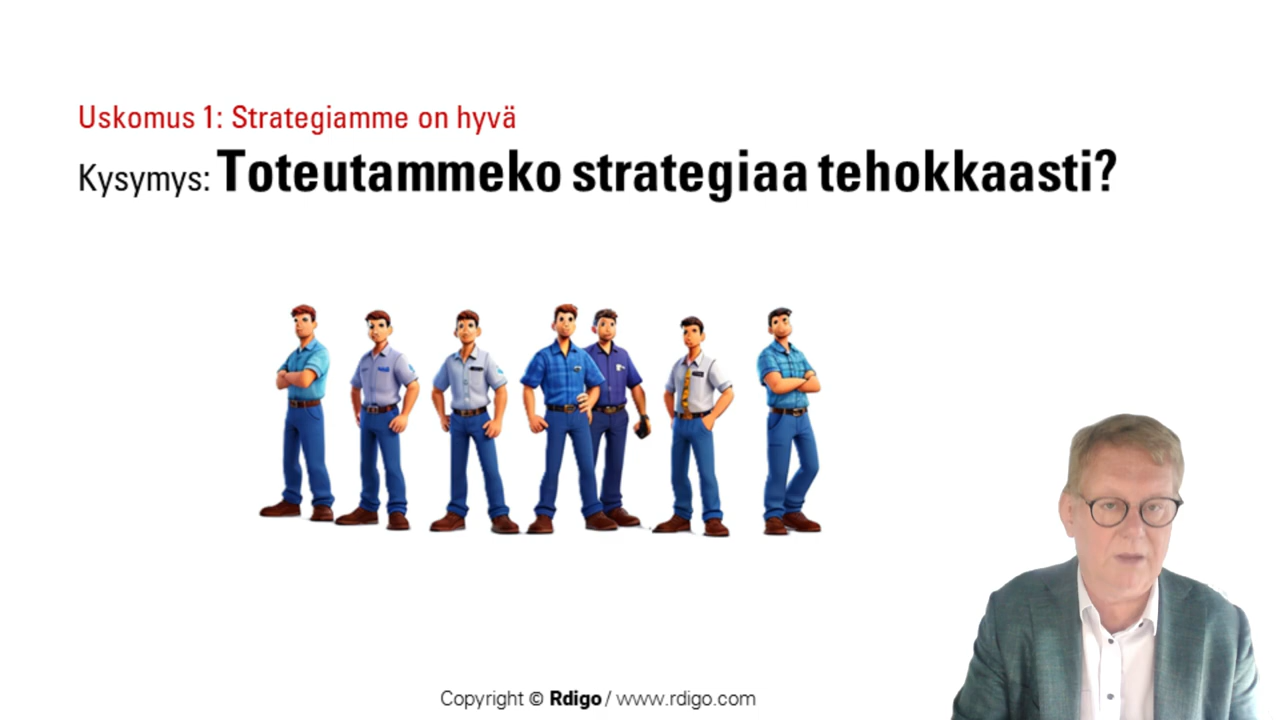 Uskomus 1: Strategiamme on hyvä
Kysymys: Toteutammeko strategiaa tehokkaasti?
Copyright © Rdigo / www.rdigo.com